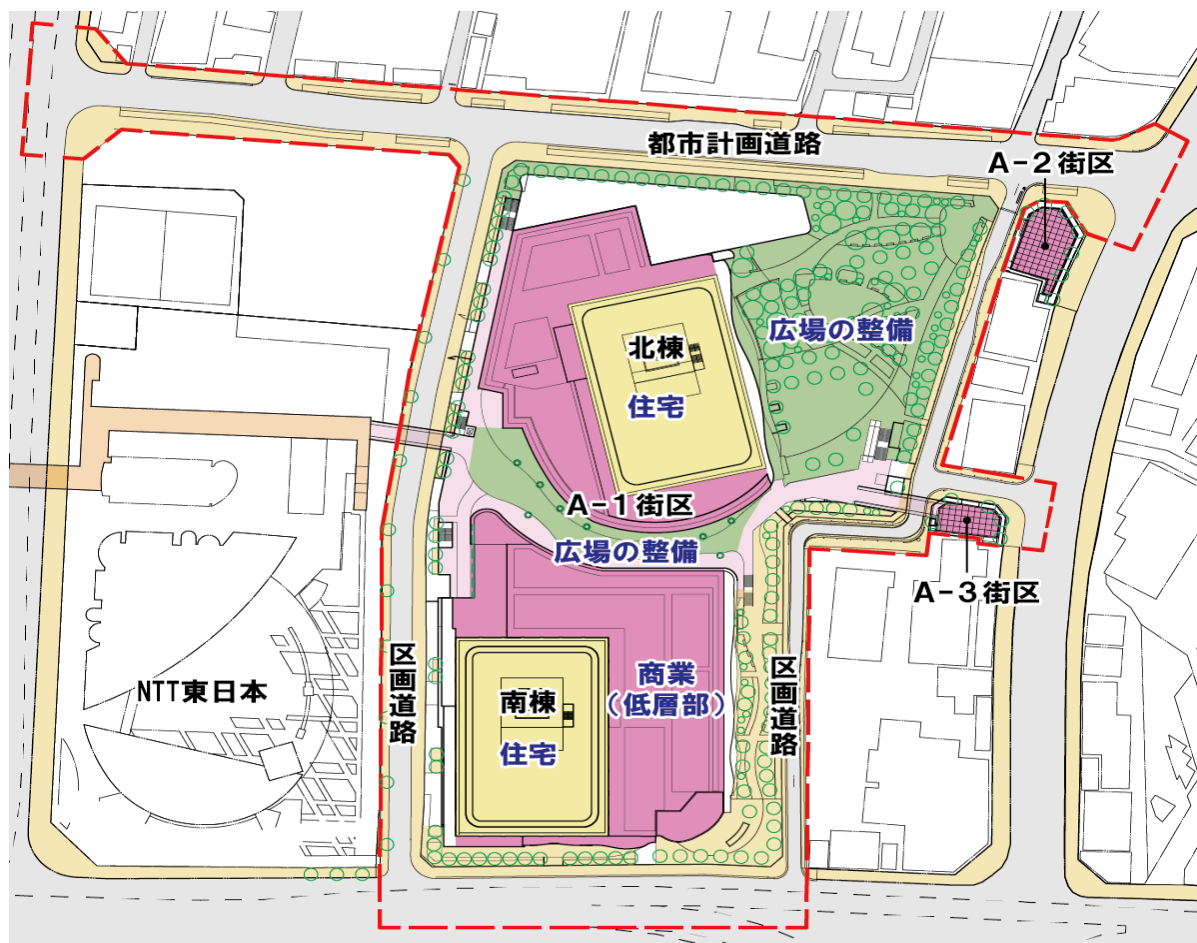 都市計画道路
A-2街区
広場の整備
北棟
住宅
A-1街区
広場の整備
A-3街区
区画道路
NTT東日本
商業
(低層部)
南棟
住宅
区画道路